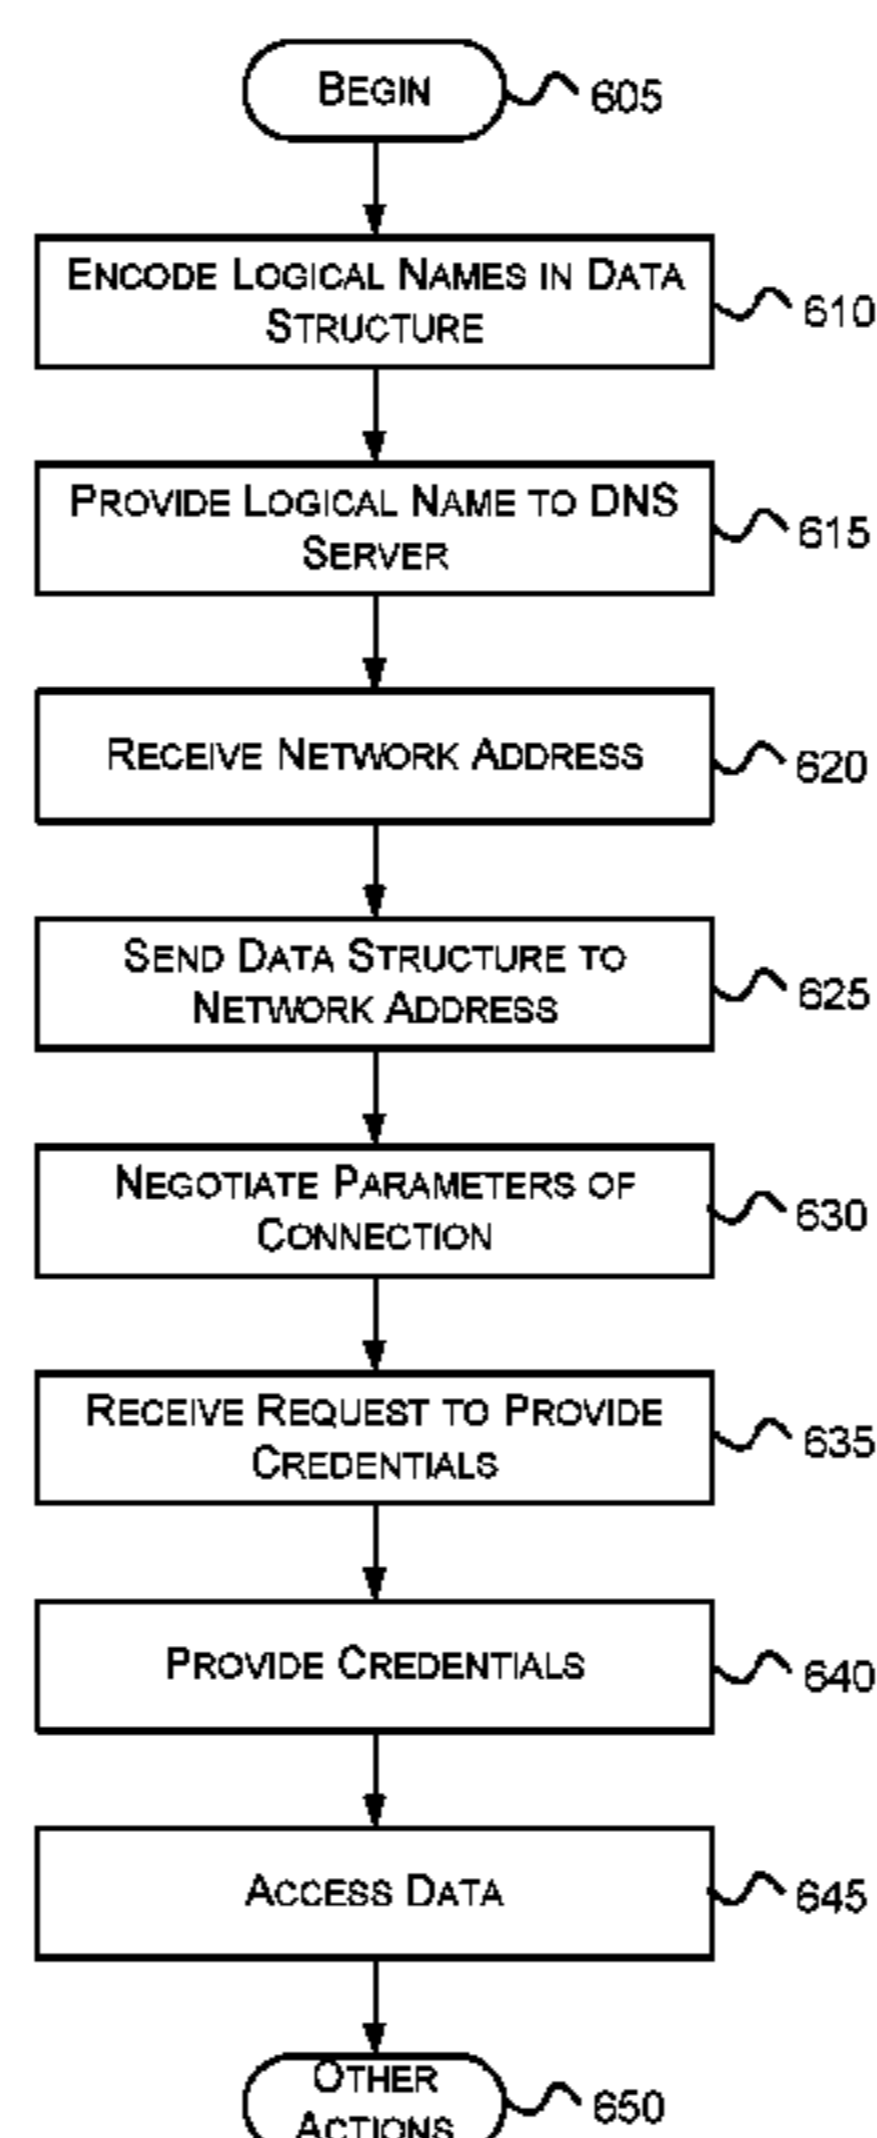 BEGIN
605
ENCODE LOGICAL NAMES IN DATA
STRUCTURE
610
PROVIDE LOGICAL NAME TO DNS
SERVER
615
RECEIVE NETWORK ADDRESS
620
SEND DATA STRUCTURE TO
NETWORK ADDRESS
625
NEGOTIATE PARAMETERS OF
CONNECTION
630
RECEIVE REQUEST TO PROVIDE
CREDENTIALS
635
PROVIDE CREDENTIALS
640
ACCESS DATA
645
OTHER
ACTIONS
650